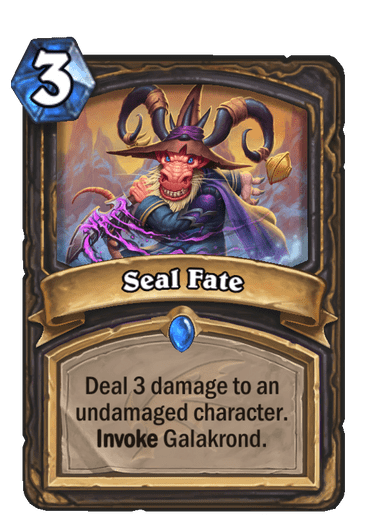 3
Seal Fate
Deal 3 damage to an
undamaged character.
Invoke Galakrond.